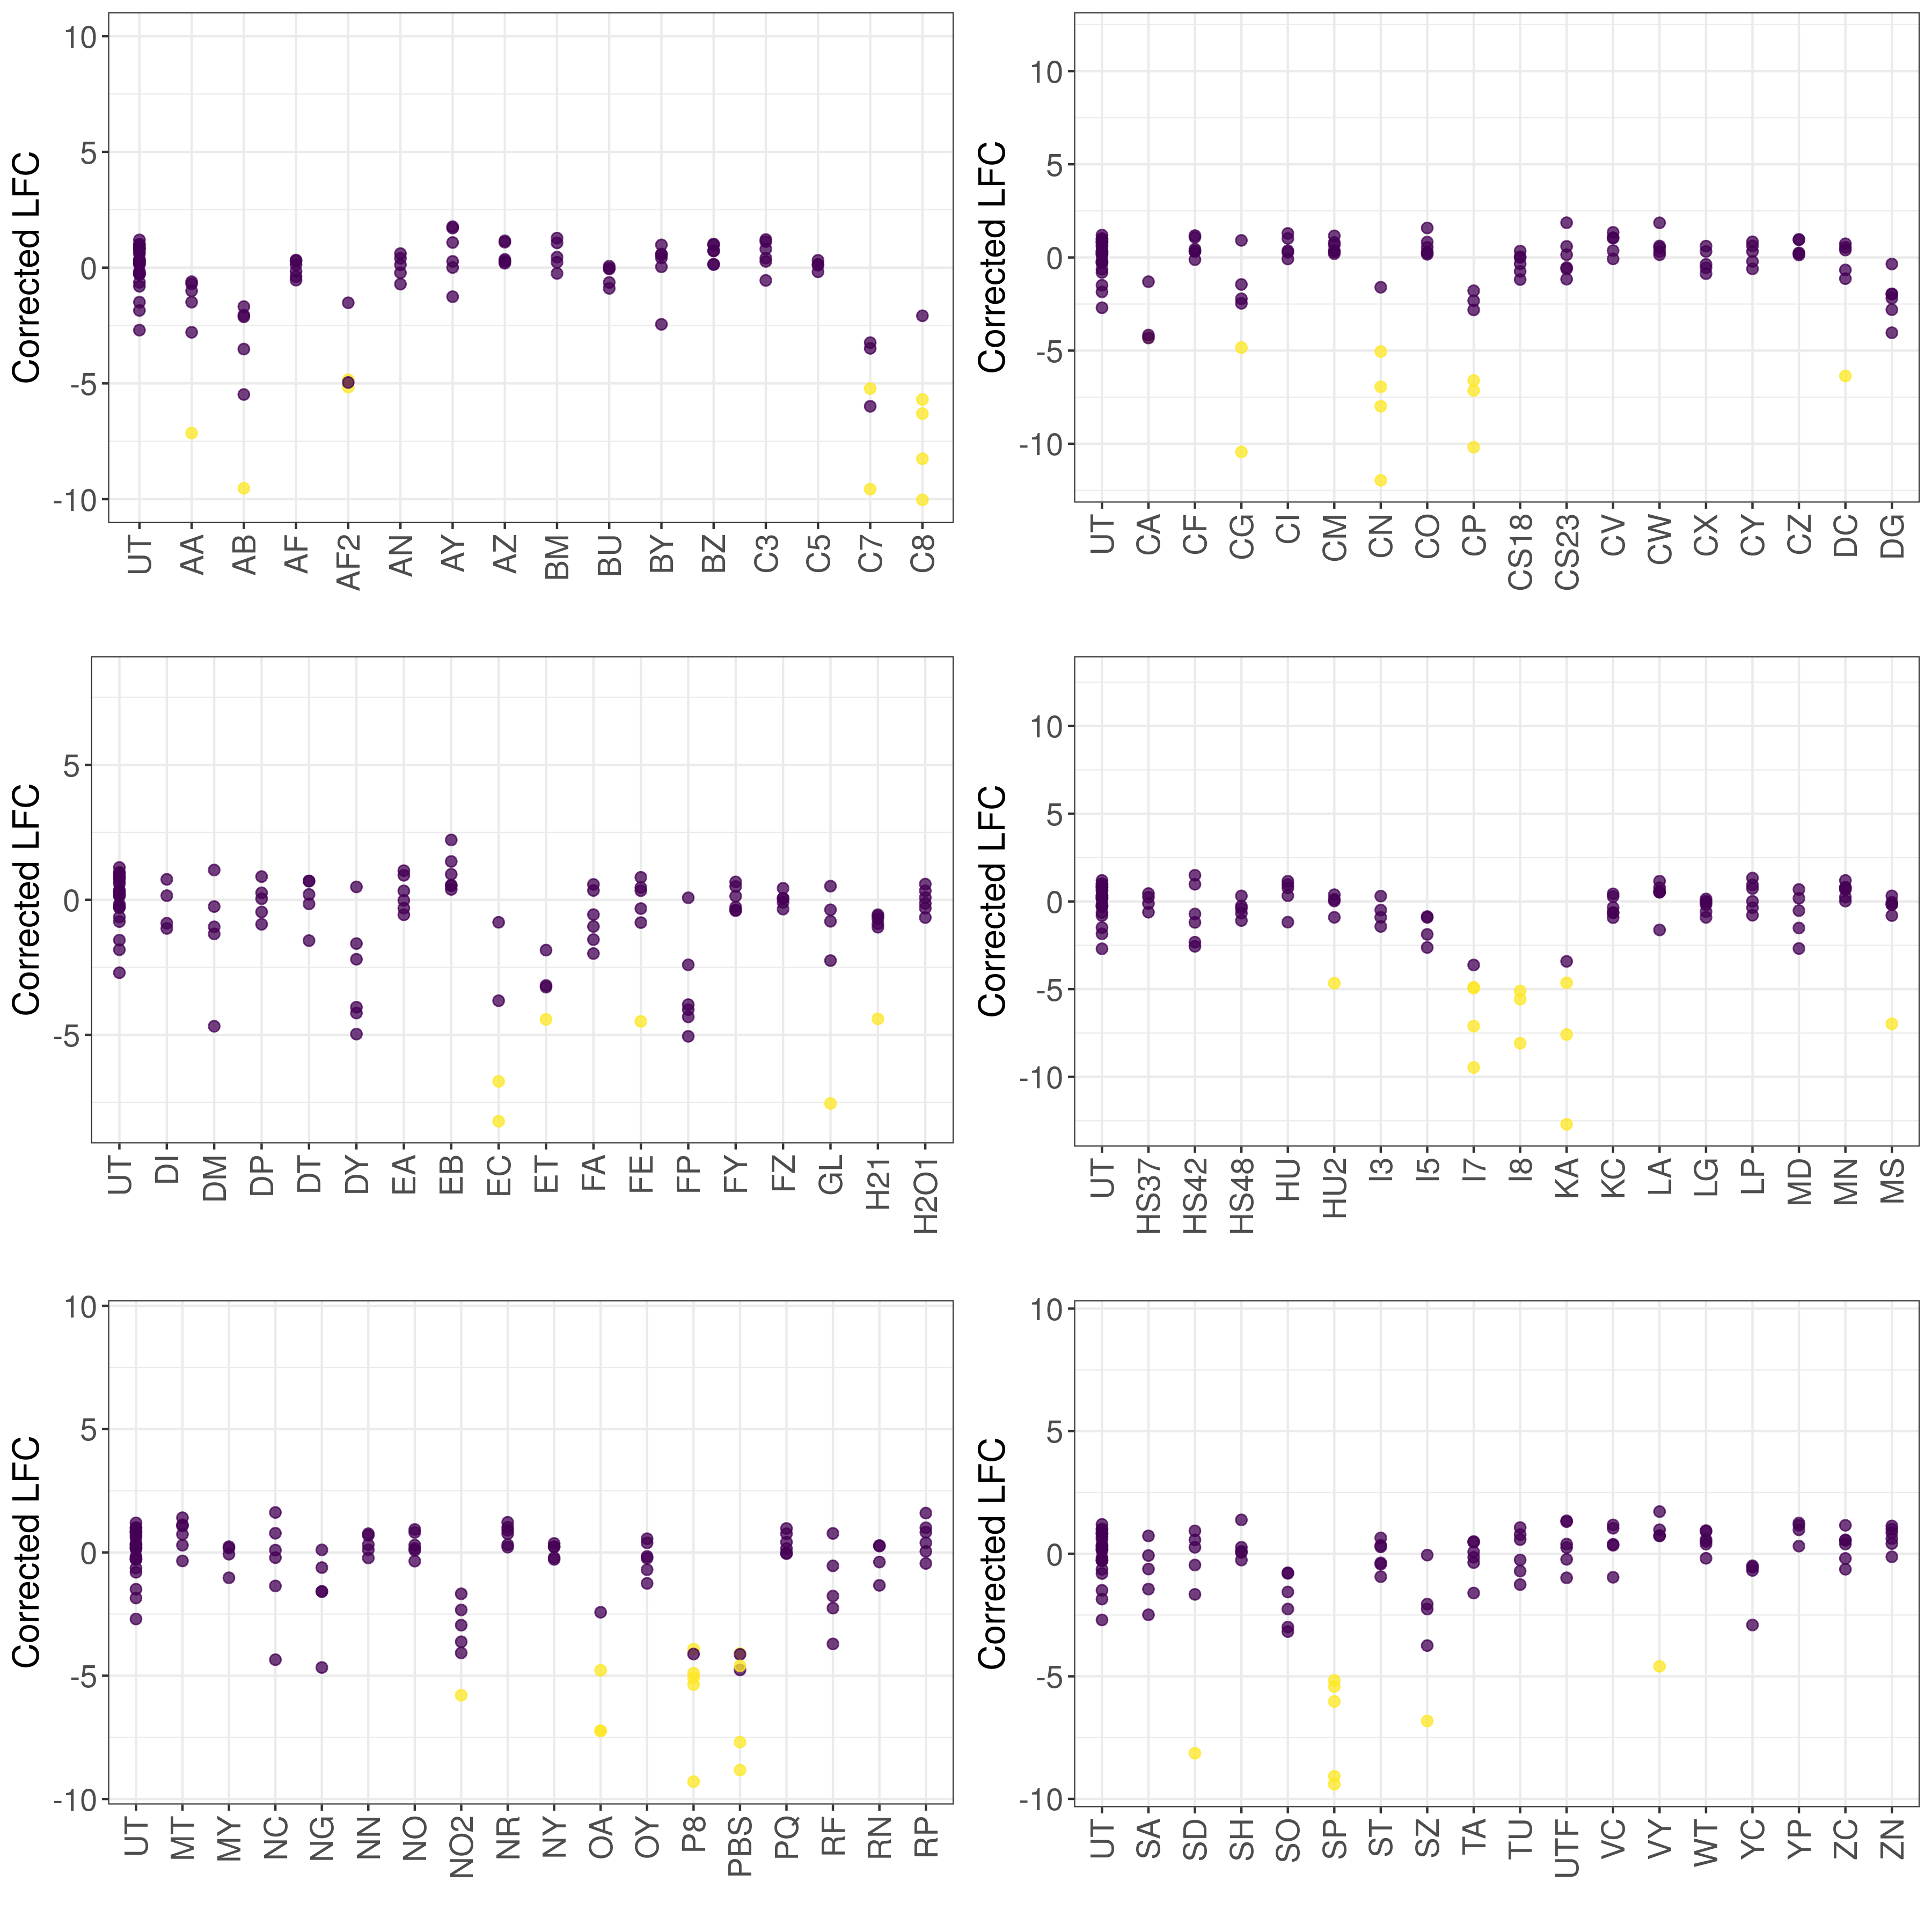 Corrected LFC
10
5
0
-5
-10
UT AA AB AF AF2 AN AY AZ BM BU BY BZ C3 C5 C7 C8
Corrected LFC
10
5
0
-5
-10
UT CA CF CG CI CM CN CO CP CS18 CS23 CV CW CX CY CZ DC DG
Corrected LFC
5
0
-5
UT DI DM DP DT DY EA EB EC ET FA FE FP FY FZ GL H21 H2O1
Corrected LFC
10
5
0
-5
-10
UT HS37 HS42 HS48 HU HU2 I3 I5 I7 I8 KA KC LA LG LP MD MN MS
Corrected LFC
10
5
0
-5
-10
UT MT MY NC NG NN NO NO2 NR NY OA OY P8 PBS PQ RF RN RP
Corrected LFC
10
5
0
-5
-10
UT SA SD SH SO SP ST SZ TA TU UTF VC VY WT YC YP ZC ZN